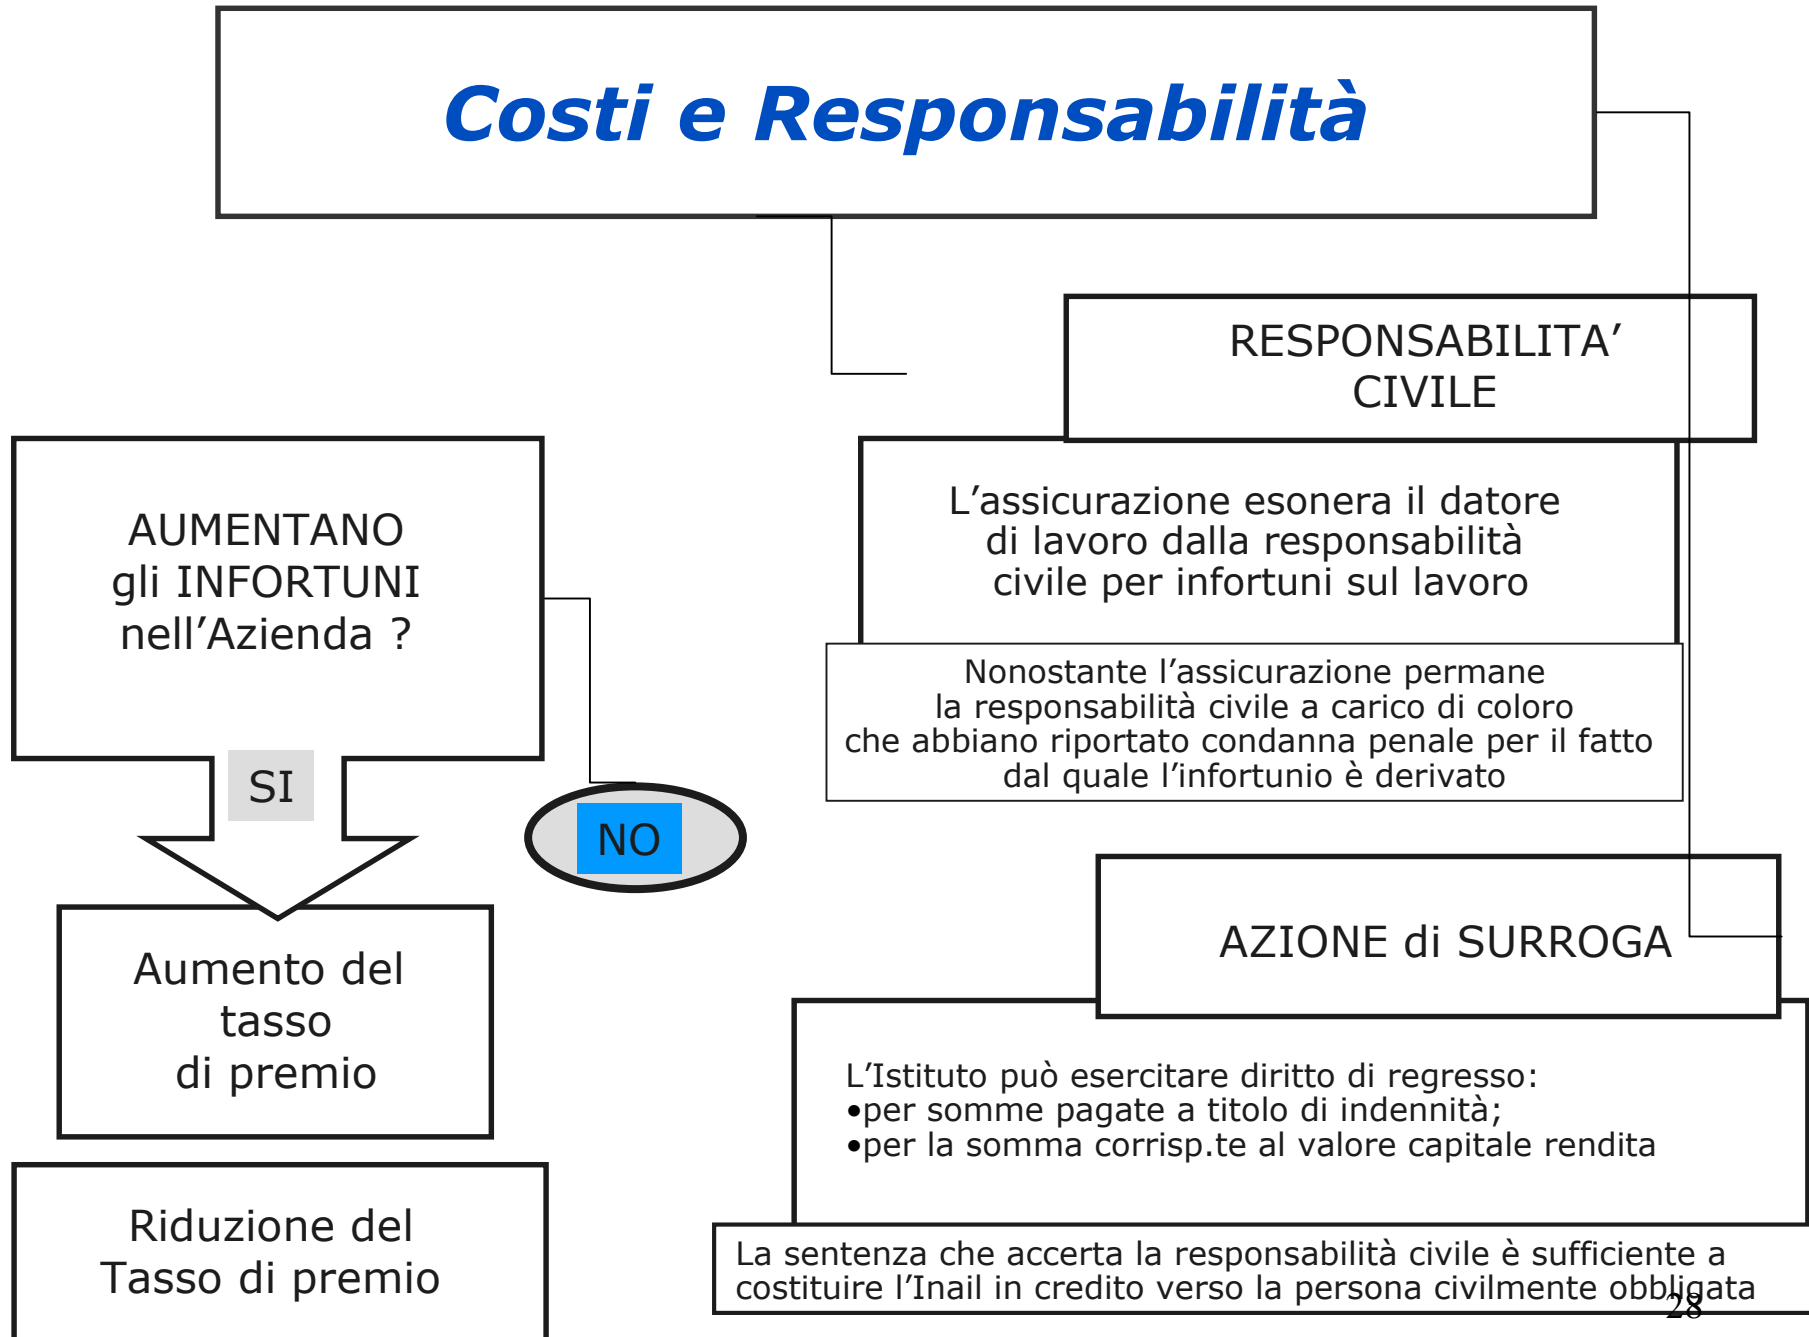 Costi e Responsabilità
RESPONSABILITA’
CIVILE
L’assicurazione esonera il datore
di lavoro dalla responsabilità
civile per infortuni sul lavoro
Nonostante l’assicurazione permane
la responsabilità civile a carico di coloro
che abbiano riportato condanna penale per il fatto
dal quale l’infortunio è derivato
AUMENTANO
gli INFORTUNI
nell’Azienda ?
SI
NO
Aumento del
tasso
di premio
Riduzione del
Tasso di premio
AZIONE di SURROGA
L’Istituto può esercitare diritto di regresso:
•per somme pagate a titolo di indennità;
•per la somma corrisp.te al valore capitale rendita
La sentenza che accerta la responsabilità civile è sufficiente a
costituire l’Inail in credito verso la persona civilmente obbligata
28